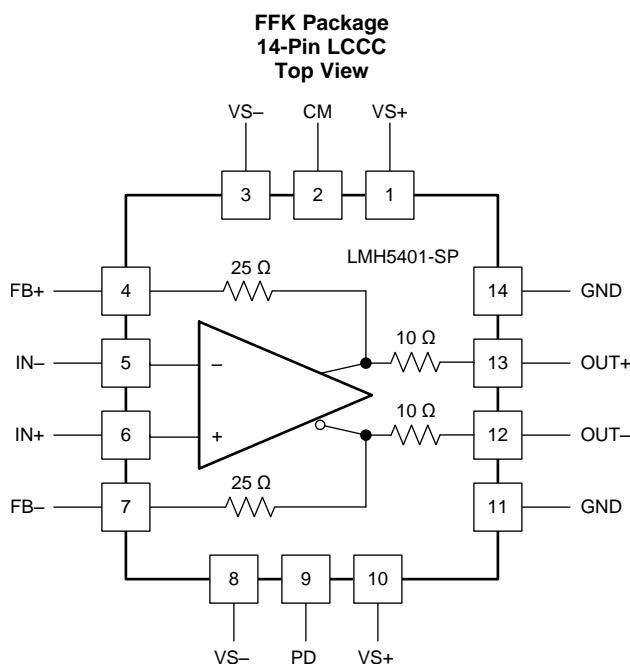 FFK Package
14-Pin LCCC
Top View
VS– CM VS+
3 2 1
LMH5401-SP
25 Ω
FB+ 4 14 GND
10 Ω
IN– 5 – 13 OUT+
10 Ω
IN+ 6 + 12 OUT–
25 Ω
FB– 7 11 GND
8 9 10
VS– PD VS+